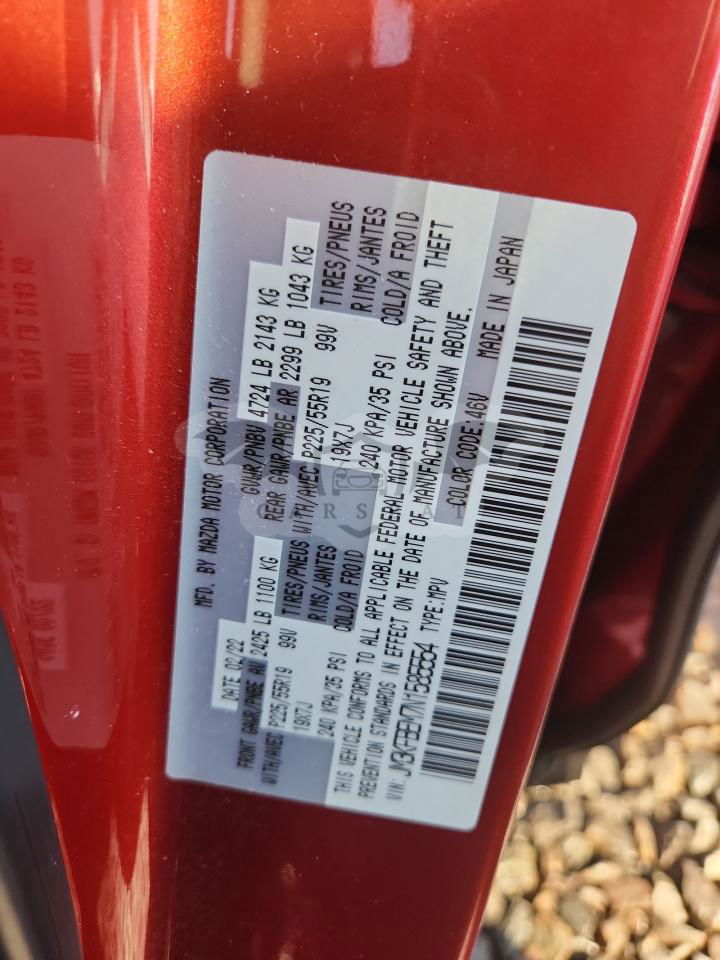 MFD. BY MAZDA MOTOR CORPORATION
DATE 02/22 GVWR/PNBV 4724 LB 2143 KG
FRONT GAWR/PNBE AV 2425 LB 1100 KG REAR GAWR/PNBE AR 2299 LB 1043 KG
WITH/AVEC P225/55R19 99V TIRES/PNEUS WITH/AVEC P225/55R19 99V TIRES/PNEUS
19X7J RIMS/JANTES 19X7J RIMS/JANTES
240 KPA/35 PSI COLD/A FROID 240 KPA/35 PSI COLD/A FROID
THIS VEHICLE CONFORMS TO ALL APPLICABLE FEDERAL MOTOR VEHICLE SAFETY AND THEFT
PREVENTION STANDARDS IN EFFECT ON THE DATE OF MANUFACTURE SHOWN ABOVE.
VIN: JM3KFBEM7N1585554 TYPE:MPV COLOR CODE:46V MADE IN JAPAN